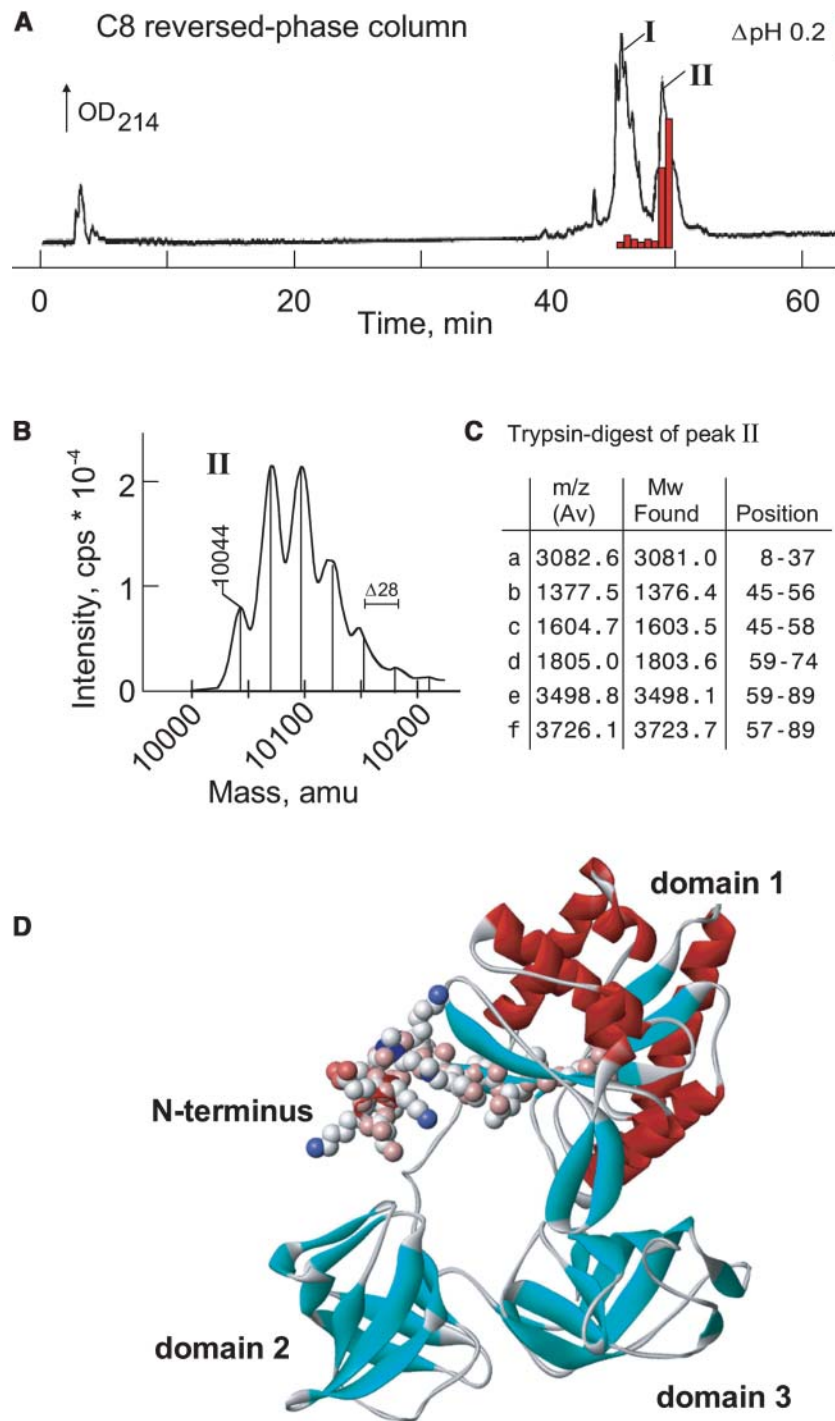 A
C8 reversed-phase column
I
ΔpH 0.2
II
OD214
0 20 40 60
Time, min
B
II
Intensity, cps * 10-4
2
1
0
10044
Δ28
10000 10100 10200
Mass, amu
C Trypsin-digest of peak II
m/z (Av) Mw Found Position
a 3082.6 3081.0 8-37
b 1377.5 1376.4 45-56
c 1604.7 1603.5 45-58
d 1805.0 1803.6 59-74
e 3498.8 3498.1 59-89
f 3726.1 3723.7 57-89
D
domain 1
N-terminus
domain 2
domain 3